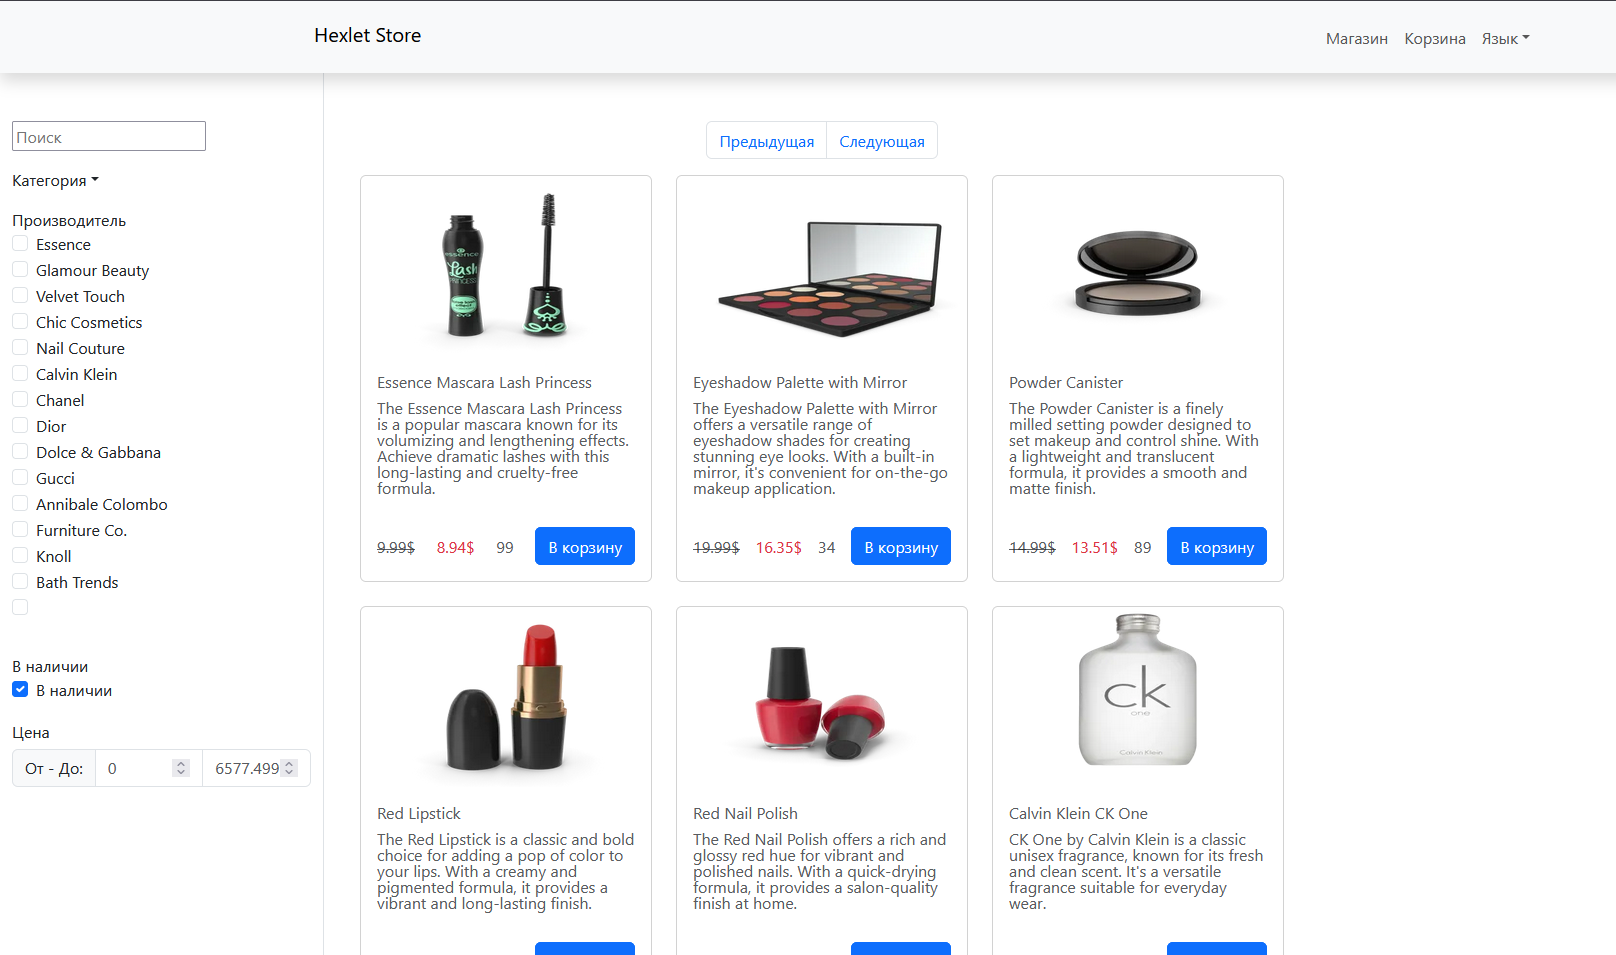 Hexlet Store
Магазин Корзина Язык
Поиск
Категория
Производитель
Essence
Glamour Beauty
Velvet Touch
Chic Cosmetics
Nail Couture
Calvin Klein
Chanel
Dior
Dolce & Gabbana
Gucci
Annibale Colombo
Furniture Co.
Knoll
Bath Trends
В наличии
В наличии
Цена
От - До: 0 6577.499
Предыдущая Следующая
essence
Lash
PRINCESS
Essence Mascara Lash Princess
The Essence Mascara Lash Princess
is a popular mascara known for its
volumizing and lengthening effects.
Achieve dramatic lashes with this
long-lasting and cruelty-free
formula.
9.99$ 8.94$ 99 В корзину
Eyeshadow Palette with Mirror
The Eyeshadow Palette with Mirror
offers a versatile range of
eyeshadow shades for creating
stunning eye looks. With a built-in
mirror, it's convenient for on-the-go
makeup application.
19.99$ 16.35$ 34 В корзину
Powder Canister
The Powder Canister is a finely
milled setting powder designed to
set makeup and control shine. With
a lightweight and translucent
formula, it provides a smooth and
matte finish.
14.99$ 13.51$ 89 В корзину
Red Lipstick
The Red Lipstick is a classic and bold
choice for adding a pop of color to
your lips. With a creamy and
pigmented formula, it provides a
vibrant and long-lasting finish.
Red Nail Polish
The Red Nail Polish offers a rich and
glossy red hue for vibrant and
polished nails. With a quick-drying
formula, it provides a salon-quality
finish at home.
ck
one
Calvin Klein
Calvin Klein CK One
CK One by Calvin Klein is a classic
unisex fragrance, known for its fresh
and clean scent. It's a versatile
fragrance suitable for everyday
wear.